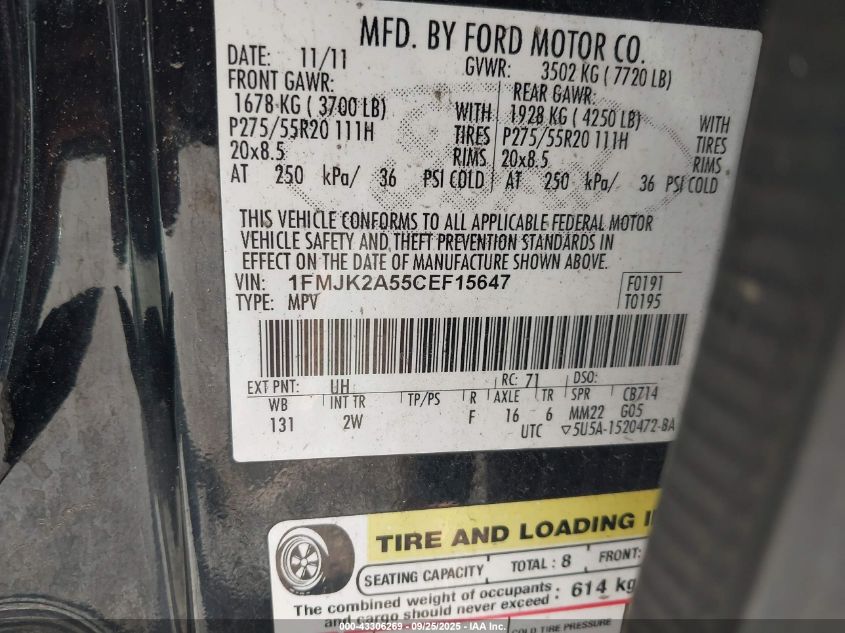 MFD. BY FORD MOTOR CO.
DATE: 11/11 GVWR: 3502 KG ( 7720 LB)
FRONT GAWR: REAR GAWR:
1678 KG ( 3700 LB) WITH 1928 KG ( 4250 LB) WITH
P275/55R20 111H TIRES P275/55R20 111H TIRES
20x8.5 RIMS 20x8.5 RIMS
AT 250 kPa/ 36 PSI COLD AT 250 kPa/ 36 PSI COLD
THIS VEHICLE CONFORMS TO ALL APPLICABLE FEDERAL MOTOR
VEHICLE SAFETY AND THEFT PREVENTION STANDARDS IN
EFFECT ON THE DATE OF MANUFACTURE SHOWN ABOVE.
VIN: 1FMJK2A55CEF15647 F0191
TYPE: MPV T0195
EXT PNT: UH RC: 71 DSO:
WB INT TR TP/PS R AXLE TR SPR CB714
131 2W F 16 6 MM22 G05
UTC ▽5U5A-1520472-BA
TIRE AND LOADING
SEATING CAPACITY TOTAL : 8 FRONT:
The combined weight of occupants : 614 kg
and cargo should never exceed
COLD TIRE PRESSURE
000-43306269 - 09/25/2025 - IAA Inc.